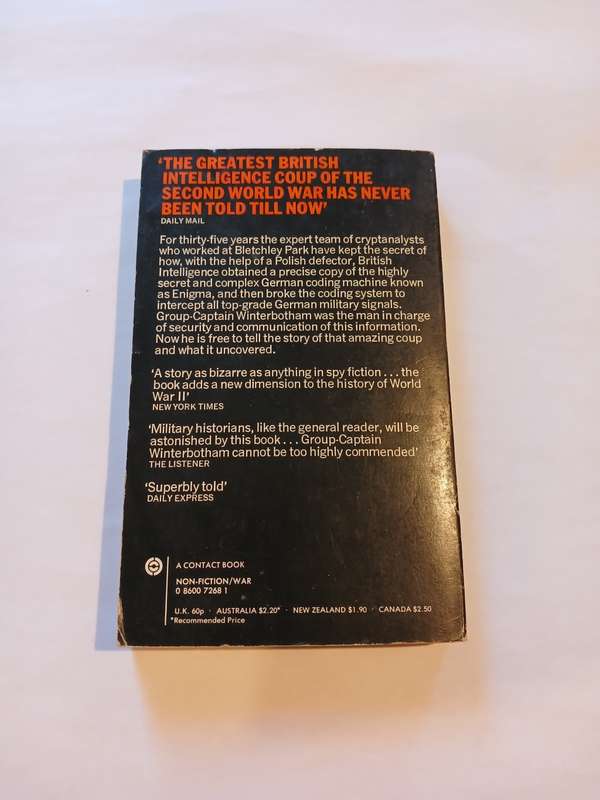 'THE GREATEST BRITISH
INTELLIGENCE COUP OF THE
SECOND WORLD WAR HAS NEVER
BEEN TOLD TILL NOW'
DAILY MAIL
For thirty-five years the expert team of cryptanalysts
who worked at Bletchley Park have kept the secret of
how, with the help of a Polish defector, British
Intelligence obtained a precise copy of the highly
secret and complex German coding machine known
as Enigma, and then broke the coding system to
intercept all top-grade German military signals.
Group-Captain Winterbotham was the man in charge
of security and communication of this information.
Now he is free to tell the story of that amazing coup
and what it uncovered.
'A story as bizarre as anything in spy fiction . . . the
book adds a new dimension to the history of World
War II'
NEW YORK TIMES
'Military historians, like the general reader, will be
astonished by this book . . . Group-Captain
Winterbotham cannot be too highly commended'
THE LISTENER
'Superbly told'
DAILY EXPRESS
A CONTACT BOOK
NON-FICTION/WAR
0 8600 7268 1
U.K. 60p · AUSTRALIA $2.20* · NEW ZEALAND $1.90 · CANADA $2.50
*Recommended Price